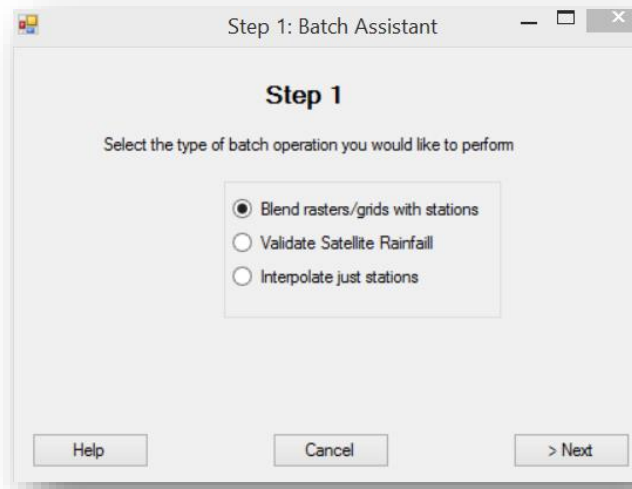 Step 1: Batch Assistant
Step 1
Select the type of batch operation you would like to perform
Blend rasters/grids with stations
Validate Satellite Rainfaill
Interpolate just stations
Help
Cancel
> Next